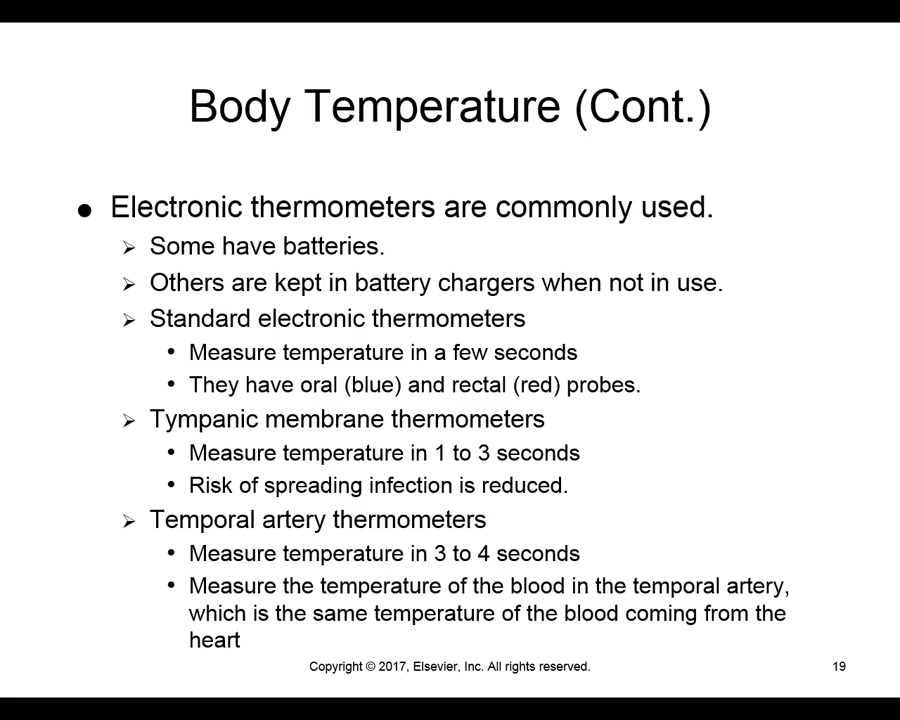 Body Temperature (Cont.)
● Electronic thermometers are commonly used.
➢ Some have batteries.
➢ Others are kept in battery chargers when not in use.
➢ Standard electronic thermometers
• Measure temperature in a few seconds
• They have oral (blue) and rectal (red) probes.
➢ Tympanic membrane thermometers
• Measure temperature in 1 to 3 seconds
• Risk of spreading infection is reduced.
➢ Temporal artery thermometers
• Measure temperature in 3 to 4 seconds
• Measure the temperature of the blood in the temporal artery,
which is the same temperature of the blood coming from the
heart
Copyright © 2017, Elsevier, Inc. All rights reserved.
19